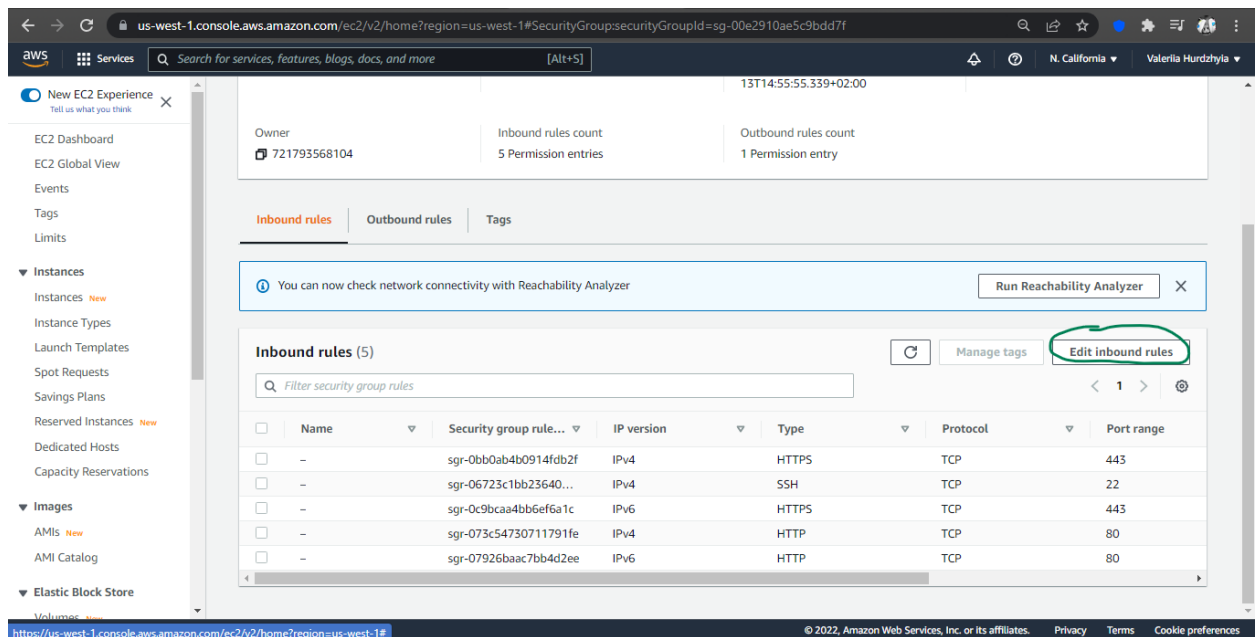 us-west-1.console.aws.amazon.com/ec2/v2/home?region=us-west-1#SecurityGroup:securityGroupId=sg-00e2910ae5c9bdd7f
aws Services Search for services, features, blogs, docs, and more [Alt+S] N. California Valeriia Hurdzhyla
New EC2 Experience
Tell us what you think
EC2 Dashboard
EC2 Global View
Events
Tags
Limits
Instances
Instances New
Instance Types
Launch Templates
Spot Requests
Savings Plans
Reserved Instances New
Dedicated Hosts
Capacity Reservations
Images
AMIs New
AMI Catalog
Elastic Block Store
Volumes New
13T14:55:55.339+02:00
Owner Inbound rules count Outbound rules count
721793568104 5 Permission entries 1 Permission entry
Inbound rules Outbound rules Tags
You can now check network connectivity with Reachability Analyzer Run Reachability Analyzer
Inbound rules (5) Manage tags Edit inbound rules
Filter security group rules 1
Name Security group rule... IP version Type Protocol Port range
– sgr-0bb0ab4b0914fdb2f IPv4 HTTPS TCP 443
– sgr-06723c1bb23640... IPv4 SSH TCP 22
– sgr-0c9bcaa4bb6ef6a1c IPv6 HTTPS TCP 443
– sgr-073c54730711791fe IPv4 HTTP TCP 80
– sgr-07926baac7bb4d2ee IPv6 HTTP TCP 80
https://us-west-1.console.aws.amazon.com/ec2/v2/home?region=us-west-1#
© 2022, Amazon Web Services, Inc. or its affiliates. Privacy Terms Cookie preferences